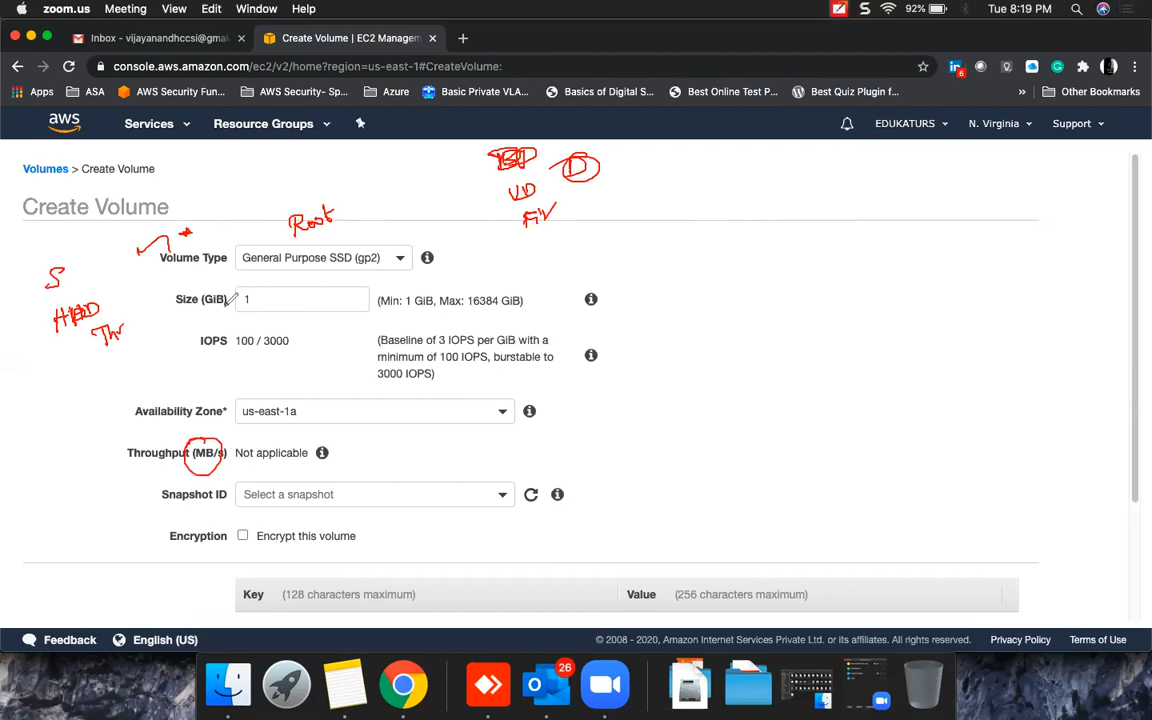 zoom.us Meeting View Edit Window Help 92% Tue 8:19 PM
Inbox - vijayanandhccsi@gmai Create Volume | EC2 Managem
console.aws.amazon.com/ec2/v2/home?region=us-east-1#CreateVolume: 6
Apps ASA AWS Security Fun... AWS Security- Sp... Azure Basic Private VLA... Basics of Digital S... Best Online Test P... Best Quiz Plugin f... » Other Bookmarks
aws Services Resource Groups EDUKATURS N. Virginia Support
Volumes > Create Volume
D
VD
Create Volume
Root
Volume Type General Purpose SSD (gp2)
S
Size (GiB) 1 (Min: 1 GiB, Max: 16384 GiB)
HDD
Thr
IOPS 100 / 3000 (Baseline of 3 IOPS per GiB with a
minimum of 100 IOPS, burstable to
3000 IOPS)
Availability Zone* us-east-1a
Throughput (MB/s) Not applicable
Snapshot ID Select a snapshot
Encryption Encrypt this volume
Key (128 characters maximum) Value (256 characters maximum)
Feedback English (US) © 2008 - 2020, Amazon Internet Services Private Ltd. or its affiliates. All rights reserved. Privacy Policy Terms of Use
26